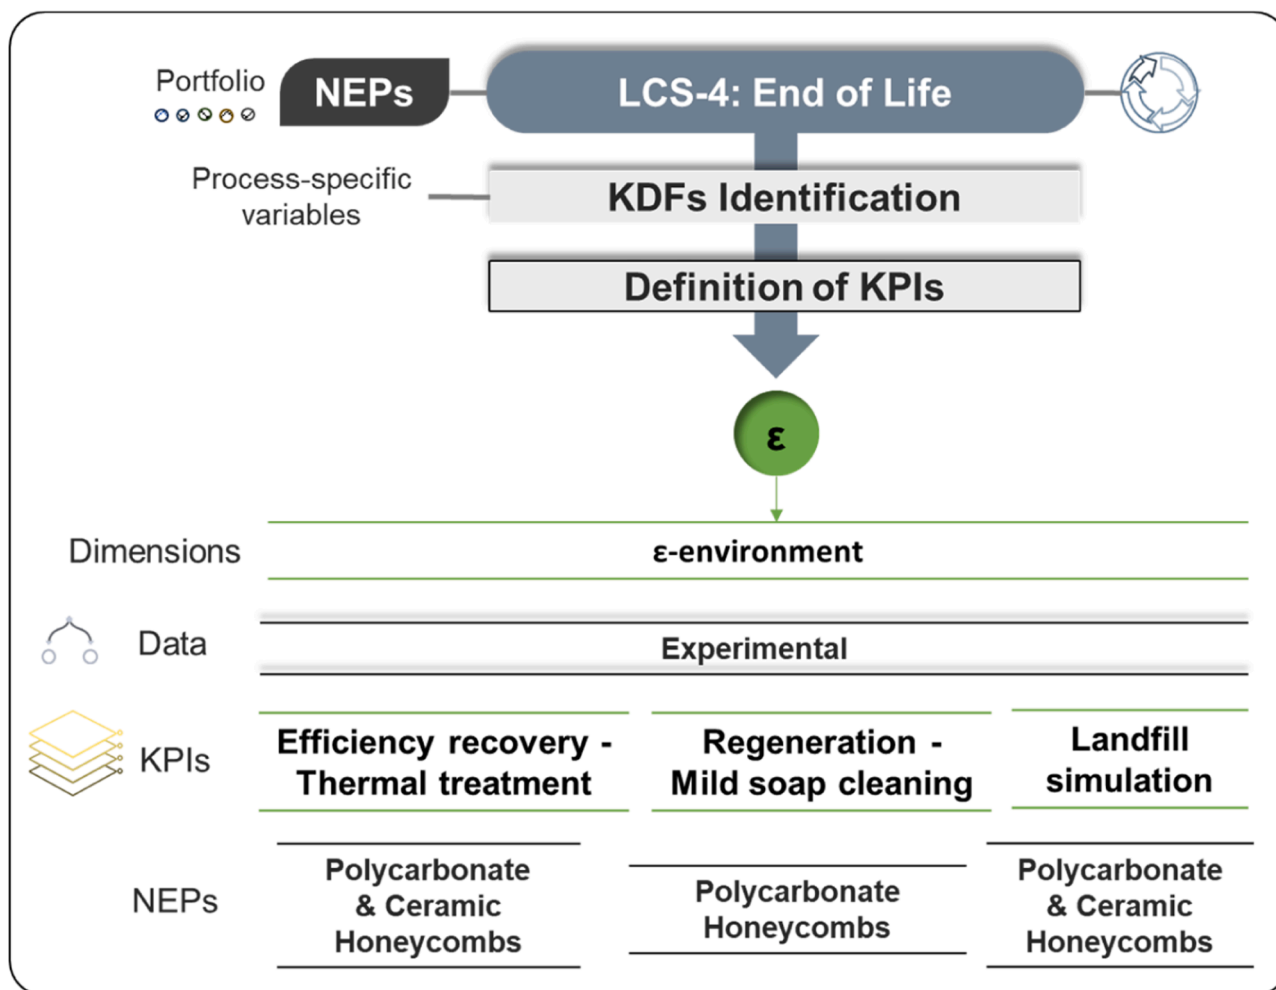 Portfolio
NEPs
LCS-4: End of Life
Process-specific
variables
KDFs Identification
Definition of KPIs
ε
Dimensions
ε-environment
Data
Experimental
KPIs
Efficiency recovery -
Thermal treatment
Regeneration -
Mild soap cleaning
Landfill
simulation
NEPs
Polycarbonate
& Ceramic
Honeycombs
Polycarbonate
Honeycombs
Polycarbonate
& Ceramic
Honeycombs